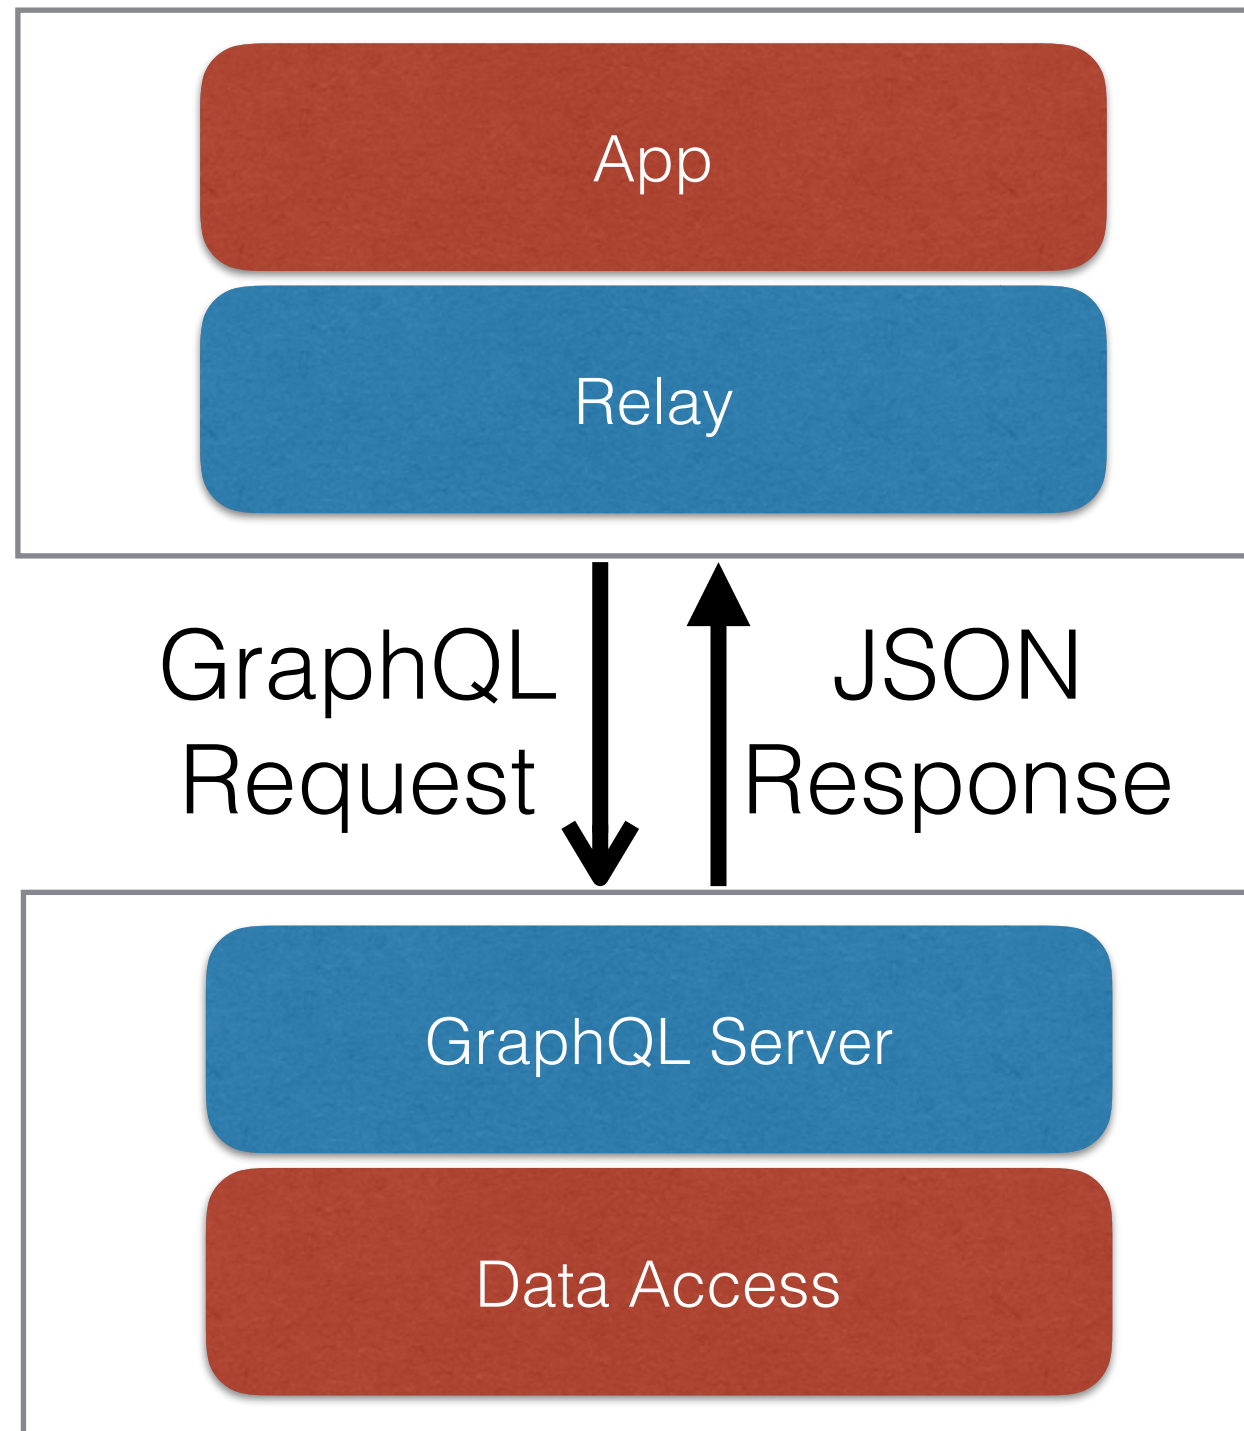 App
Relay
GraphQL
Request
JSON
Response
GraphQL Server
Data Access